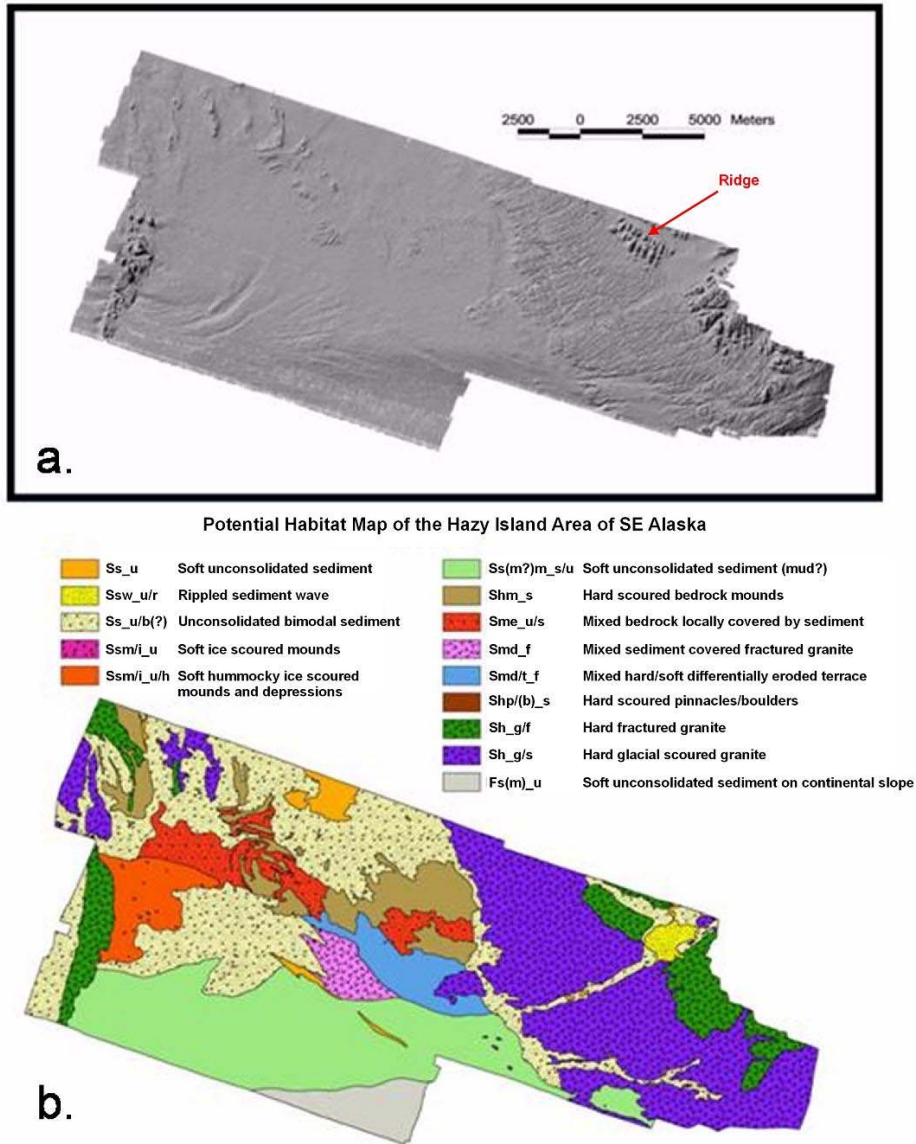 2500 0 2500 5000 Meters
Ridge
a.
Potential Habitat Map of the Hazy Island Area of SE Alaska
Ss_u Soft unconsolidated sediment
Ssw_u/r Rippled sediment wave
Ss_u/b(?) Unconsolidated bimodal sediment
Ssm/i_u Soft ice scoured mounds
Ssm/i_u/h Soft hummocky ice scoured
mounds and depressions
Ss(m?)m_s/u Soft unconsolidated sediment (mud?)
Shm_s Hard scoured bedrock mounds
Sme_u/s Mixed bedrock locally covered by sediment
Smd_f Mixed sediment covered fractured granite
Smd/t_f Mixed hard/soft differentially eroded terrace
Shp/(b)_s Hard scoured pinnacles/boulders
Sh_g/f Hard fractured granite
Sh_g/s Hard glacial scoured granite
Fs(m)_u Soft unconsolidated sediment on continental slope
b.